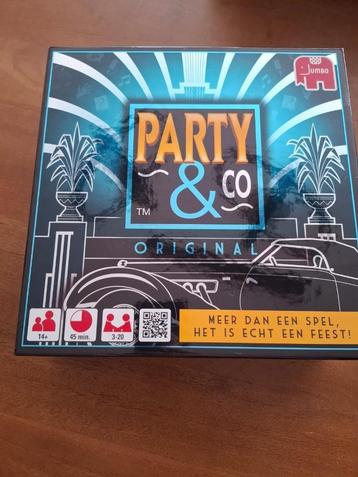 Jumbo
PARTY
& CO
TM
ORIGINAL
MEER DAN EEN SPEL,
HET IS ECHT EEN FEEST!
14+
45 min.
3-20